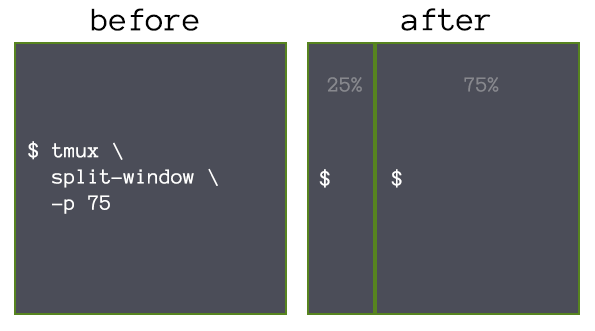 before
after
$ tmux \
split-window \
-p 75
25%
75%
$
$